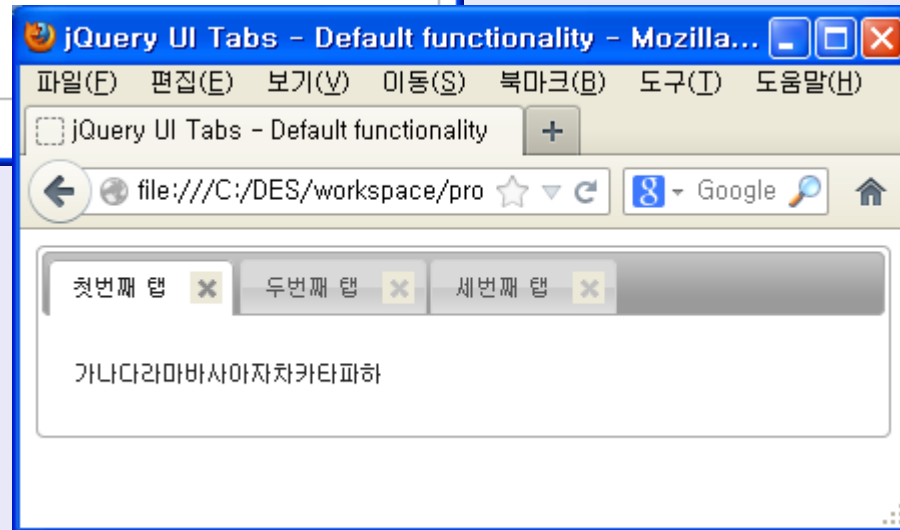 jQuery UI Tabs - Default functionality - Mozilla...
파일(F) 편집(E) 보기(V) 이동(S) 북마크(B) 도구(T) 도움말(H)
jQuery UI Tabs - Default functionality
file:///C:/DES/workspace/pro 8 Google
첫번째 탭 두번째 탭 세번째 탭
가나다라마바사아자차카타파하